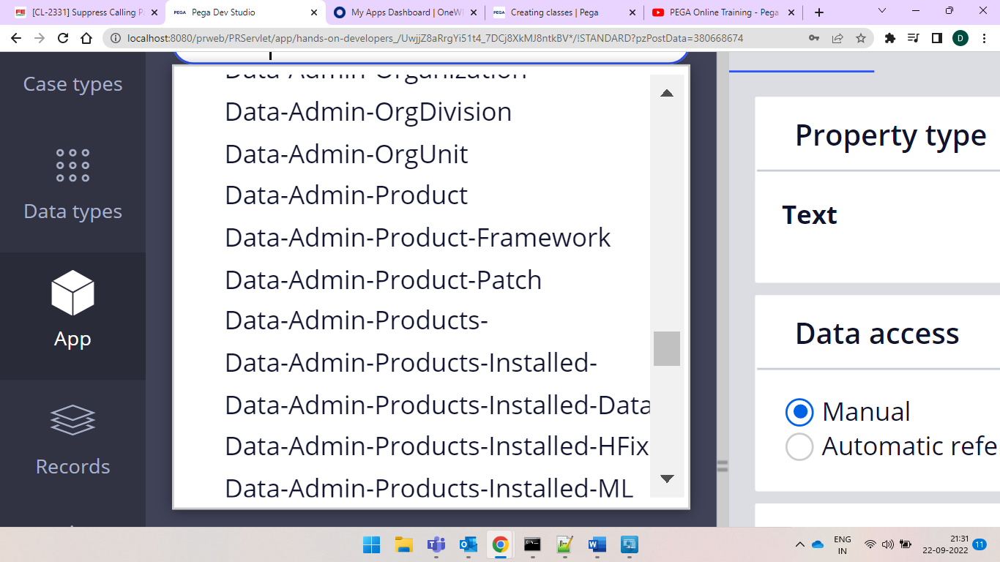 [CL-2331] Suppress Calling P
Pega Dev Studio
My Apps Dashboard | OneW
PEGA
Creating classes | Pega
PEGA Online Training - Pega
localhost:8080/prweb/PRServlet/app/hands-on-developers_/UwjjZ8aRrgYi51t4_7DCj8XkMJ8ntkBV*/!STANDARD?pzPostData=380668674
D
Case types
Data types
App
Records
Data-Admin-Organization
Data-Admin-OrgDivision
Data-Admin-OrgUnit
Data-Admin-Product
Data-Admin-Product-Framework
Data-Admin-Product-Patch
Data-Admin-Products-
Data-Admin-Products-Installed-
Data-Admin-Products-Installed-Data
Data-Admin-Products-Installed-HFix
Data-Admin-Products-Installed-ML
Property type
Text
Data access
Manual
Automatic refe
ENG
IN
21:31
22-09-2022
11